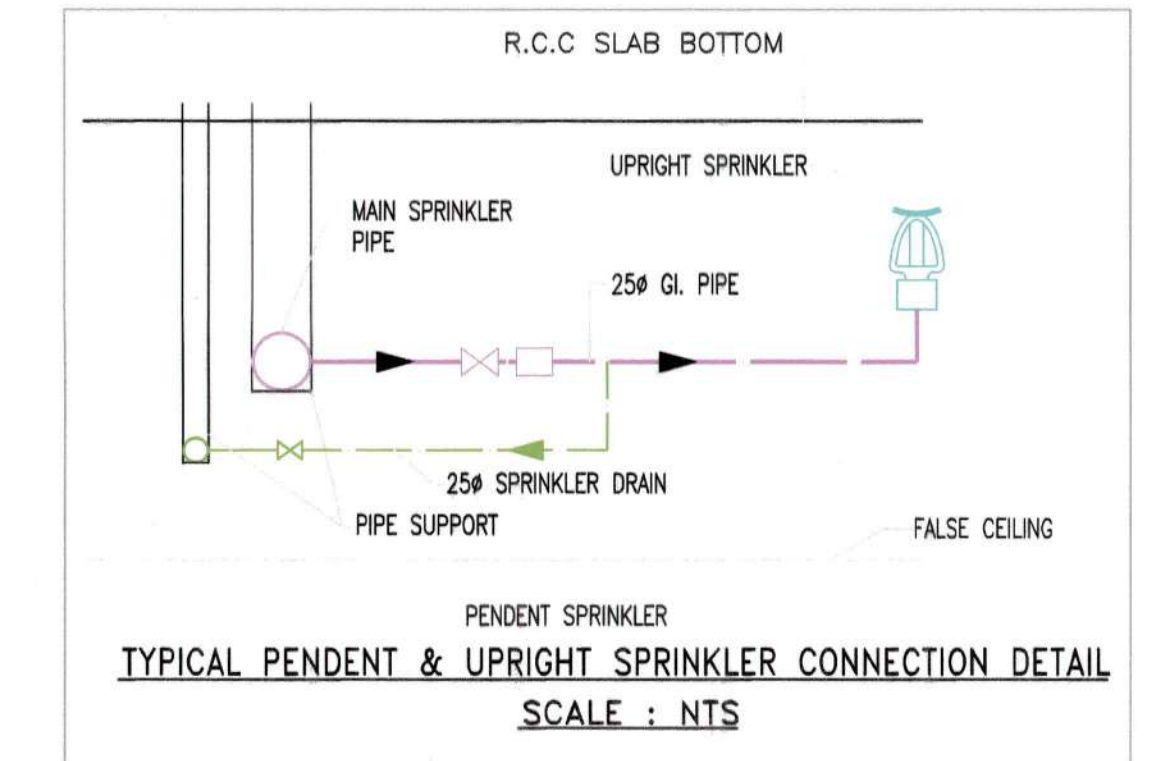 R.C.C SLAB BOTTOM
UPRIGHT SPRINKLER
MAIN SPRINKLER
PIPE
25ø GI. PIPE
25ø SPRINKLER DRAIN
PIPE SUPPORT
FALSE CEILING
PENDENT SPRINKLER
TYPICAL PENDENT & UPRIGHT SPRINKLER CONNECTION DETAIL
SCALE : NTS